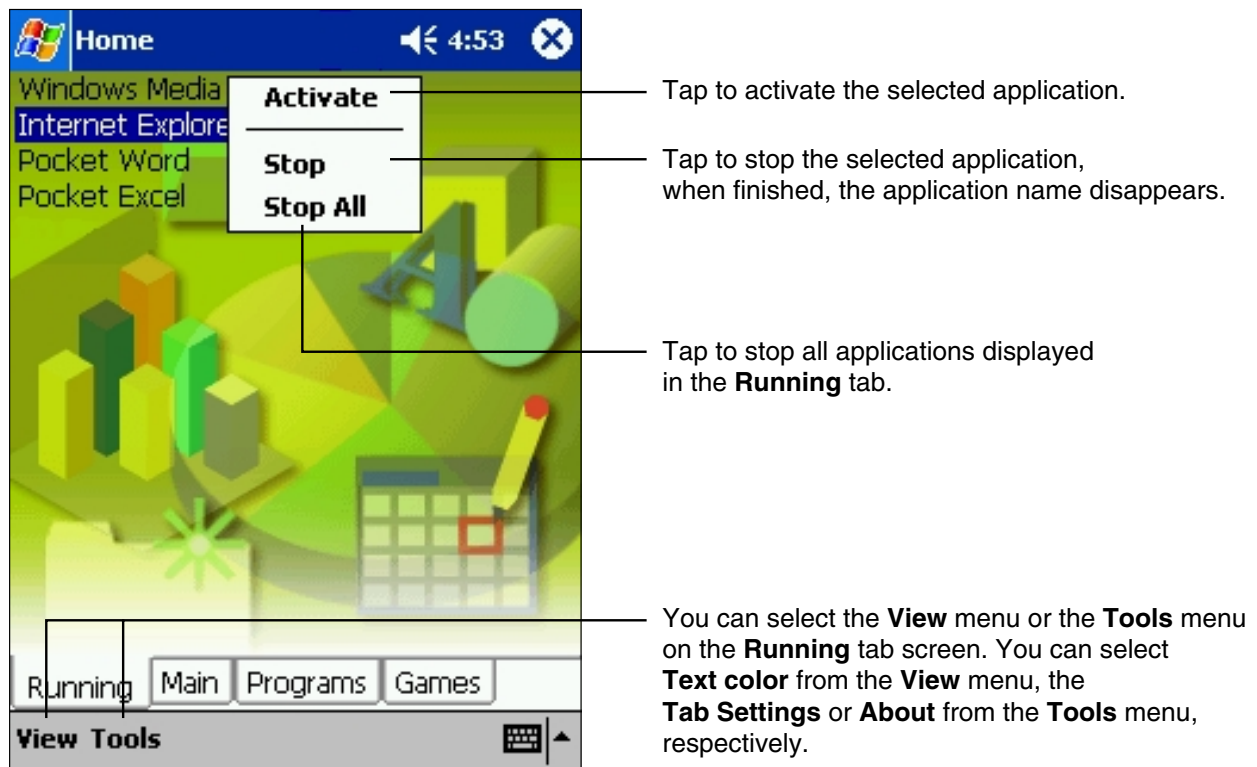 Home 4:53
Windows Media
Internet Explore
Pocket Word
Pocket Excel
Activate
Stop
Stop All
Tap to activate the selected application.
Tap to stop the selected application,
when finished, the application name disappears.
Tap to stop all applications displayed
in the Running tab.
You can select the View menu or the Tools menu
on the Running tab screen. You can select
Text color from the View menu, the
Tab Settings or About from the Tools menu,
respectively.
Running Main Programs Games
View Tools